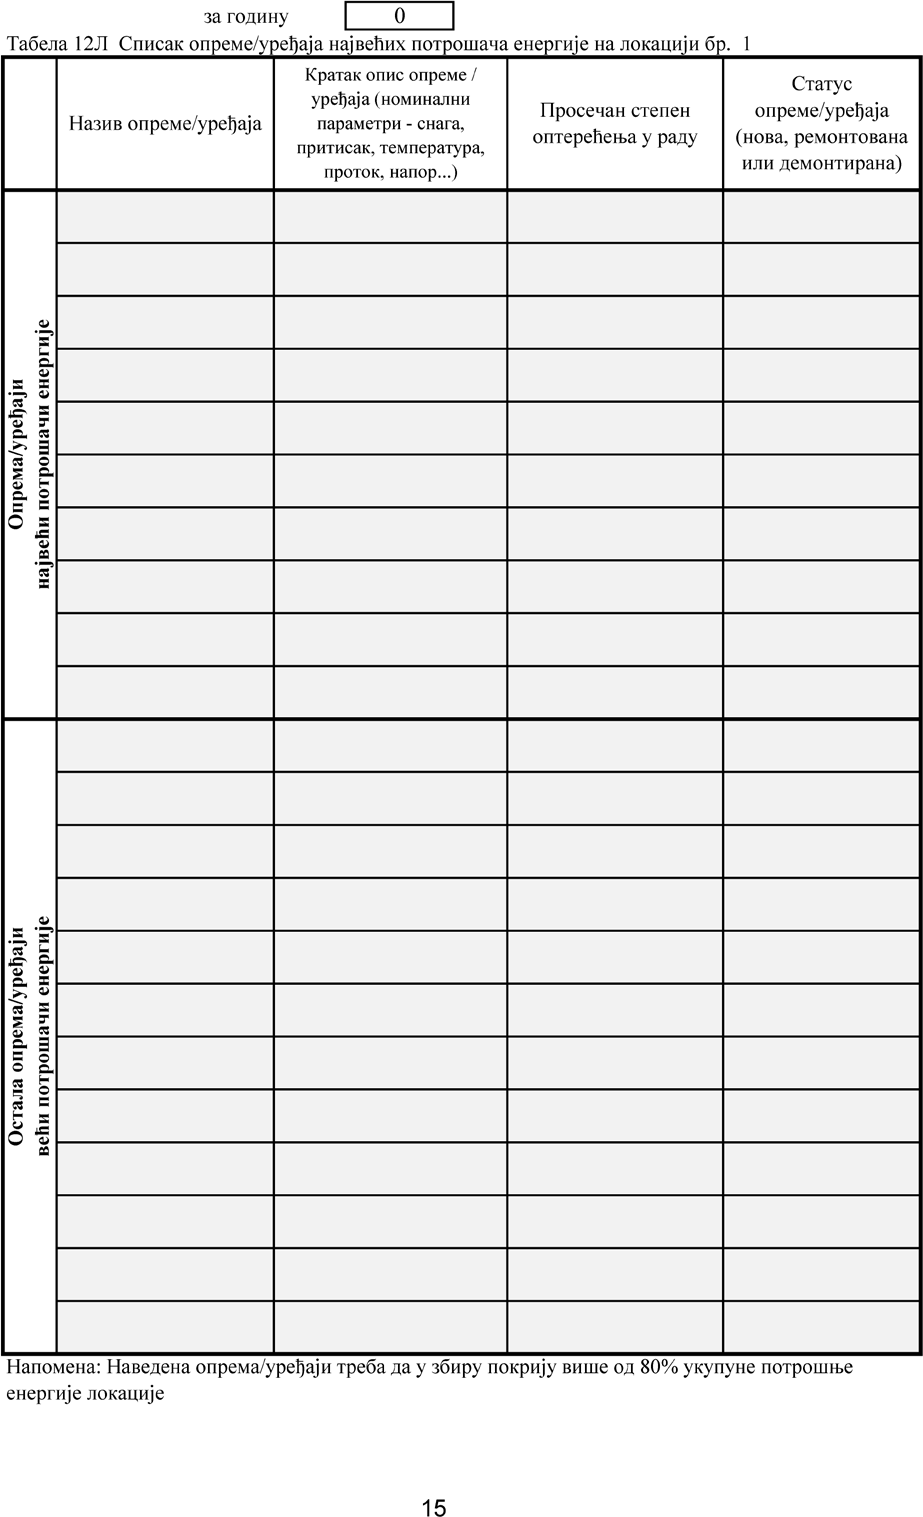 за годину 0
Табела 12Л Списак опреме/уређаја највећих потрошача енергије на локацији бр. 1
Назив опреме/уређаја
Кратак опис опреме /
уређаја (номинални
параметри - снага,
притисак, температура,
проток, напор...)
Просечан степен
оптерећења у раду
Статус
опреме/уређаја
(нова, ремонтована
или демонтирана)
Опрема/уређаји
највећи потрошачи енергије
Остала опрема/уређаји
већи потрошачи енергије
Напомена: Наведена опрема/уређаји треба да у збиру покрију више од 80% укупуне потрошње
енергије локације
15